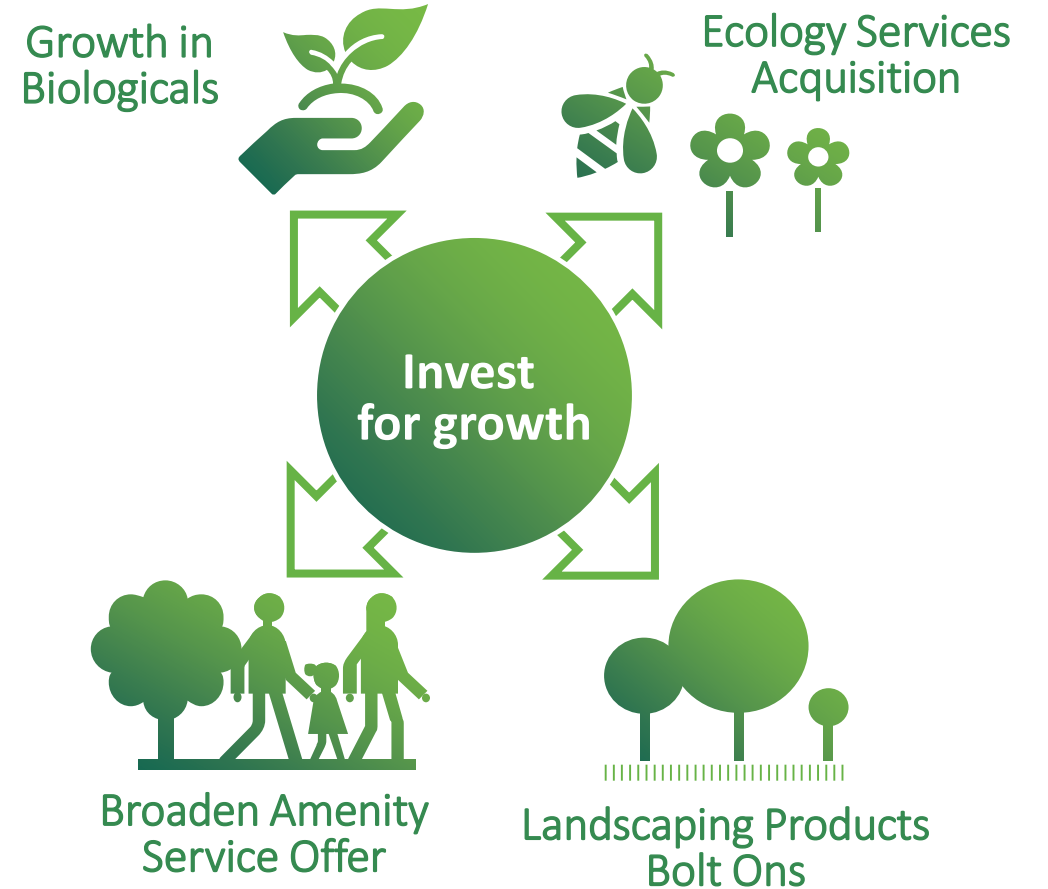 Growth in
Biologicals
Ecology Services
Acquisition
Invest
for growth
Broaden Amenity
Service Offer
Landscaping Products
Bolt Ons